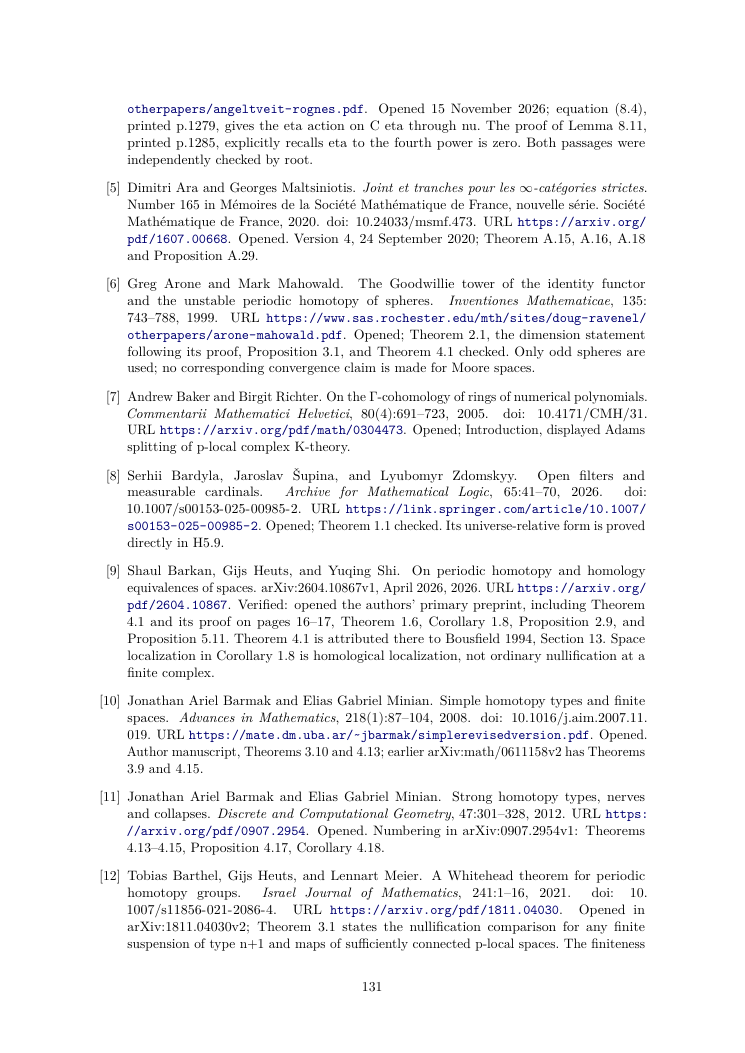 otherpapers/angeltveit-rognes.pdf. Opened 15 November 2026; equation (8.4),
printed p.1279, gives the eta action on C eta through nu. The proof of Lemma 8.11,
printed p.1285, explicitly recalls eta to the fourth power is zero. Both passages were
independently checked by root.
[5] Dimitri Ara and Georges Maltsiniotis. Joint et tranches pour les ∞-catégories strictes.
Number 165 in Mémoires de la Société Mathématique de France, nouvelle série. Société
Mathématique de France, 2020. doi: 10.24033/msmf.473. URL https://arxiv.org/
pdf/1607.00668. Opened. Version 4, 24 September 2020; Theorem A.15, A.16, A.18
and Proposition A.29.
[6] Greg Arone and Mark Mahowald. The Goodwillie tower of the identity functor
and the unstable periodic homotopy of spheres. Inventiones Mathematicae, 135:
743–788, 1999. URL https://www.sas.rochester.edu/mth/sites/doug-ravenel/
otherpapers/arone-mahowald.pdf. Opened; Theorem 2.1, the dimension statement
following its proof, Proposition 3.1, and Theorem 4.1 checked. Only odd spheres are
used; no corresponding convergence claim is made for Moore spaces.
[7] Andrew Baker and Birgit Richter. On the Γ-cohomology of rings of numerical polynomials.
Commentarii Mathematici Helvetici, 80(4):691–723, 2005. doi: 10.4171/CMH/31.
URL https://arxiv.org/pdf/math/0304473. Opened; Introduction, displayed Adams
splitting of p-local complex K-theory.
[8] Serhii Bardyla, Jaroslav Šupina, and Lyubomyr Zdomskyy. Open filters and
measurable cardinals. Archive for Mathematical Logic, 65:41–70, 2026. doi:
10.1007/s00153-025-00985-2. URL https://link.springer.com/article/10.1007/
s00153-025-00985-2. Opened; Theorem 1.1 checked. Its universe-relative form is proved
directly in H5.9.
[9] Shaul Barkan, Gijs Heuts, and Yuqing Shi. On periodic homotopy and homology
equivalences of spaces. arXiv:2604.10867v1, April 2026, 2026. URL https://arxiv.org/
pdf/2604.10867. Verified: opened the authors' primary preprint, including Theorem
4.1 and its proof on pages 16–17, Theorem 1.6, Corollary 1.8, Proposition 2.9, and
Proposition 5.11. Theorem 4.1 is attributed there to Bousfield 1994, Section 13. Space
localization in Corollary 1.8 is homological localization, not ordinary nullification at a
finite complex.
[10] Jonathan Ariel Barmak and Elias Gabriel Minian. Simple homotopy types and finite
spaces. Advances in Mathematics, 218(1):87–104, 2008. doi: 10.1016/j.aim.2007.11.
019. URL https://mate.dm.uba.ar/~jbarmak/simplerevisedversion.pdf. Opened.
Author manuscript, Theorems 3.10 and 4.13; earlier arXiv:math/0611158v2 has Theorems
3.9 and 4.15.
[11] Jonathan Ariel Barmak and Elias Gabriel Minian. Strong homotopy types, nerves
and collapses. Discrete and Computational Geometry, 47:301–328, 2012. URL https:
//arxiv.org/pdf/0907.2954. Opened. Numbering in arXiv:0907.2954v1: Theorems
4.13–4.15, Proposition 4.17, Corollary 4.18.
[12] Tobias Barthel, Gijs Heuts, and Lennart Meier. A Whitehead theorem for periodic
homotopy groups. Israel Journal of Mathematics, 241:1–16, 2021. doi: 10.
1007/s11856-021-2086-4. URL https://arxiv.org/pdf/1811.04030. Opened in
arXiv:1811.04030v2; Theorem 3.1 states the nullification comparison for any finite
suspension of type n+1 and maps of sufficiently connected p-local spaces. The finiteness
131